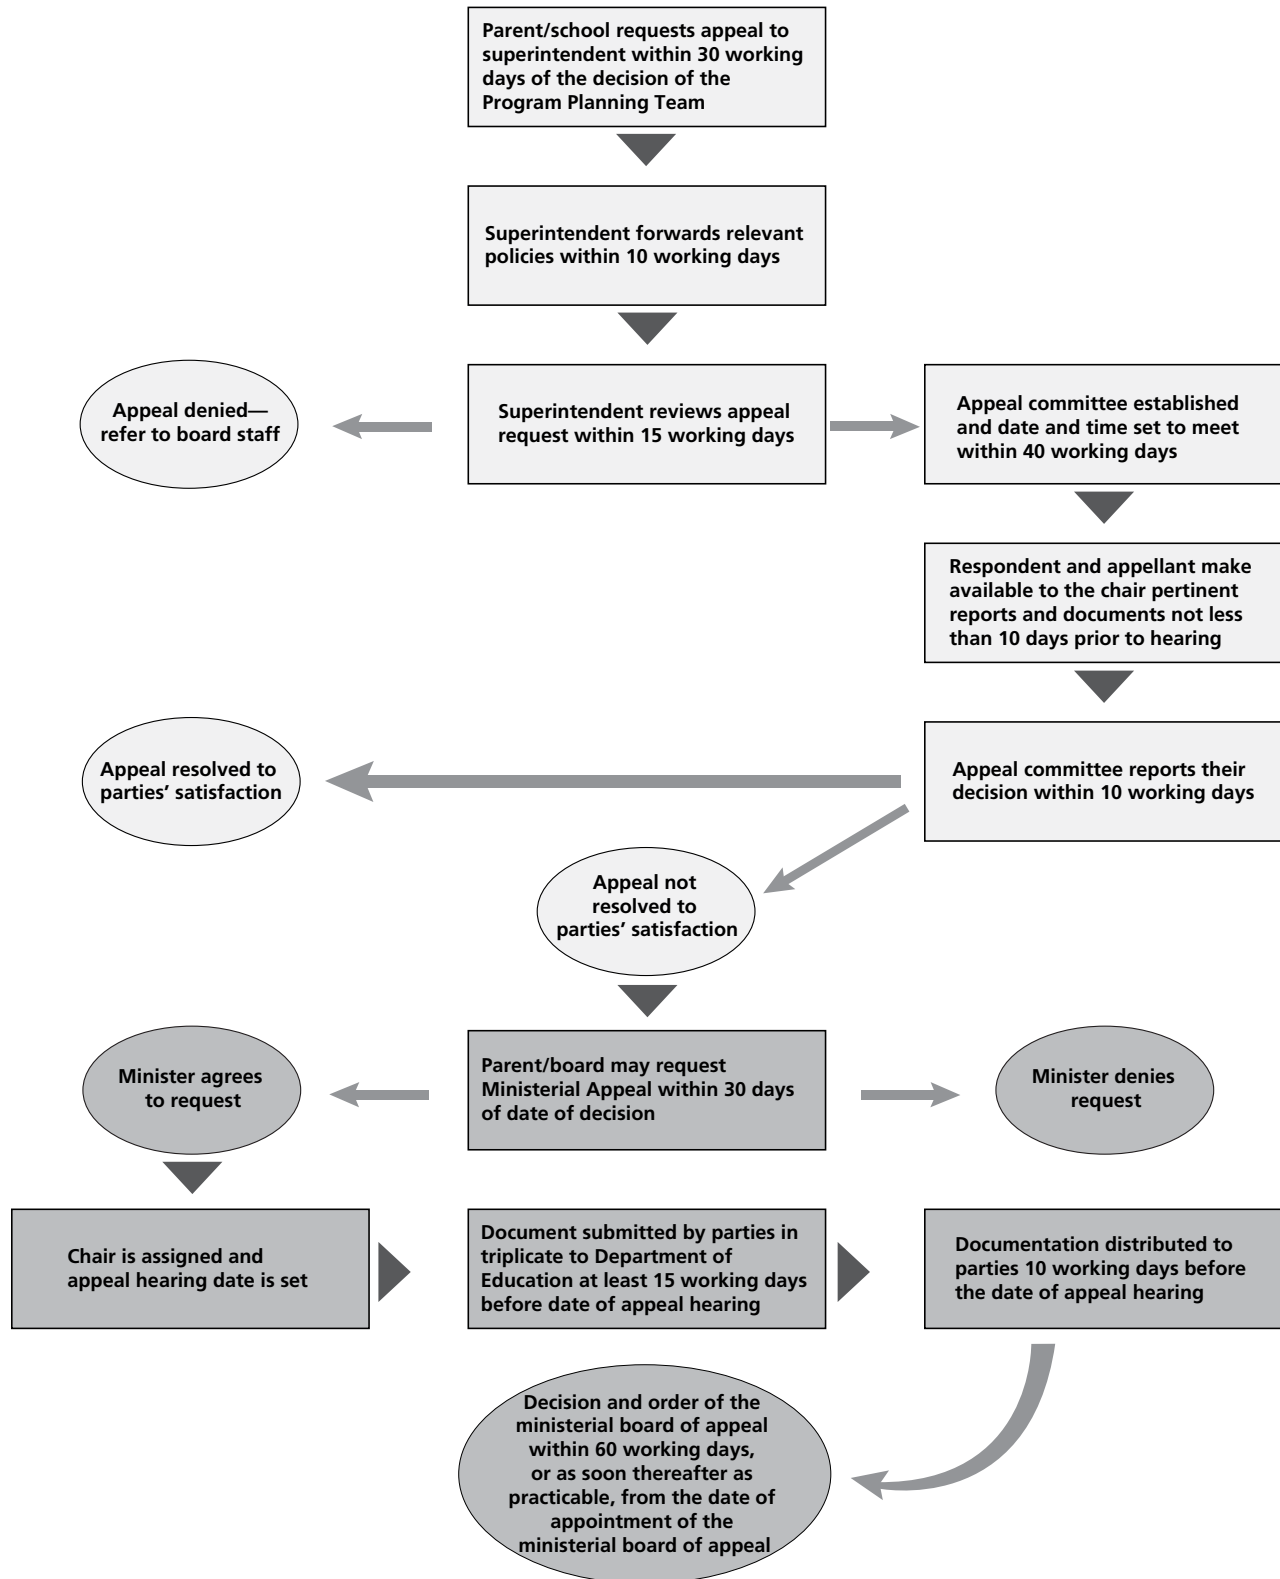 Parent/school requests appeal to
superintendent within 30 working
days of the decision of the
Program Planning Team
Superintendent forwards relevant
policies within 10 working days
Appeal denied—
refer to board staff
Superintendent reviews appeal
request within 15 working days
Appeal committee established
and date and time set to meet
within 40 working days
Respondent and appellant make
available to the chair pertinent
reports and documents not less
than 10 days prior to hearing
Appeal resolved to
parties’ satisfaction
Appeal committee reports their
decision within 10 working days
Appeal not
resolved to
parties’ satisfaction
Minister agrees
to request
Parent/board may request
Ministerial Appeal within 30 days
of date of decision
Minister denies
request
Chair is assigned and
appeal hearing date is set
Document submitted by parties in
triplicate to Department of
Education at least 15 working days
before date of appeal hearing
Documentation distributed to
parties 10 working days before
the date of appeal hearing
Decision and order of the
ministerial board of appeal
within 60 working days,
or as soon thereafter as
practicable, from the date of
appointment of the
ministerial board of appeal